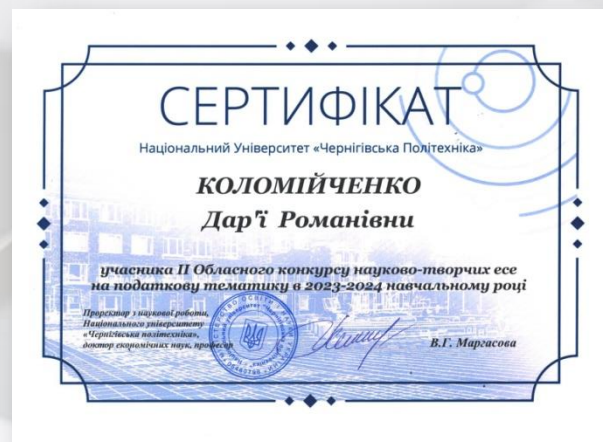 СЕРТИФІКАТ
Національний Університет «Чернігівська Політехніка»
КОЛОМІЙЧЕНКО
Дар'ї Романівни
учасника ІІ Обласного конкурсу науково-творчих есе
на податкову тематику в 2023-2024 навчальному році
Проректор з наукової роботи,
Національного університету
«Чернігівська політехніка»,
доктор економічних наук, професор
В.Г. Маргасова